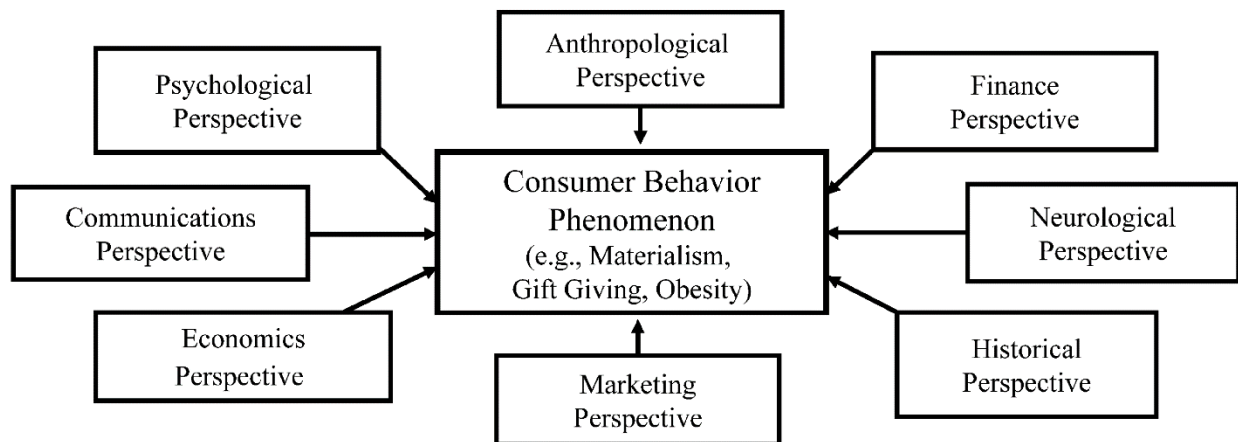 Anthropological
Perspective
Psychological
Perspective
Finance
Perspective
Consumer Behavior
Phenomenon
(e.g., Materialism,
Gift Giving, Obesity)
Communications
Perspective
Neurological
Perspective
Economics
Perspective
Marketing
Perspective
Historical
Perspective